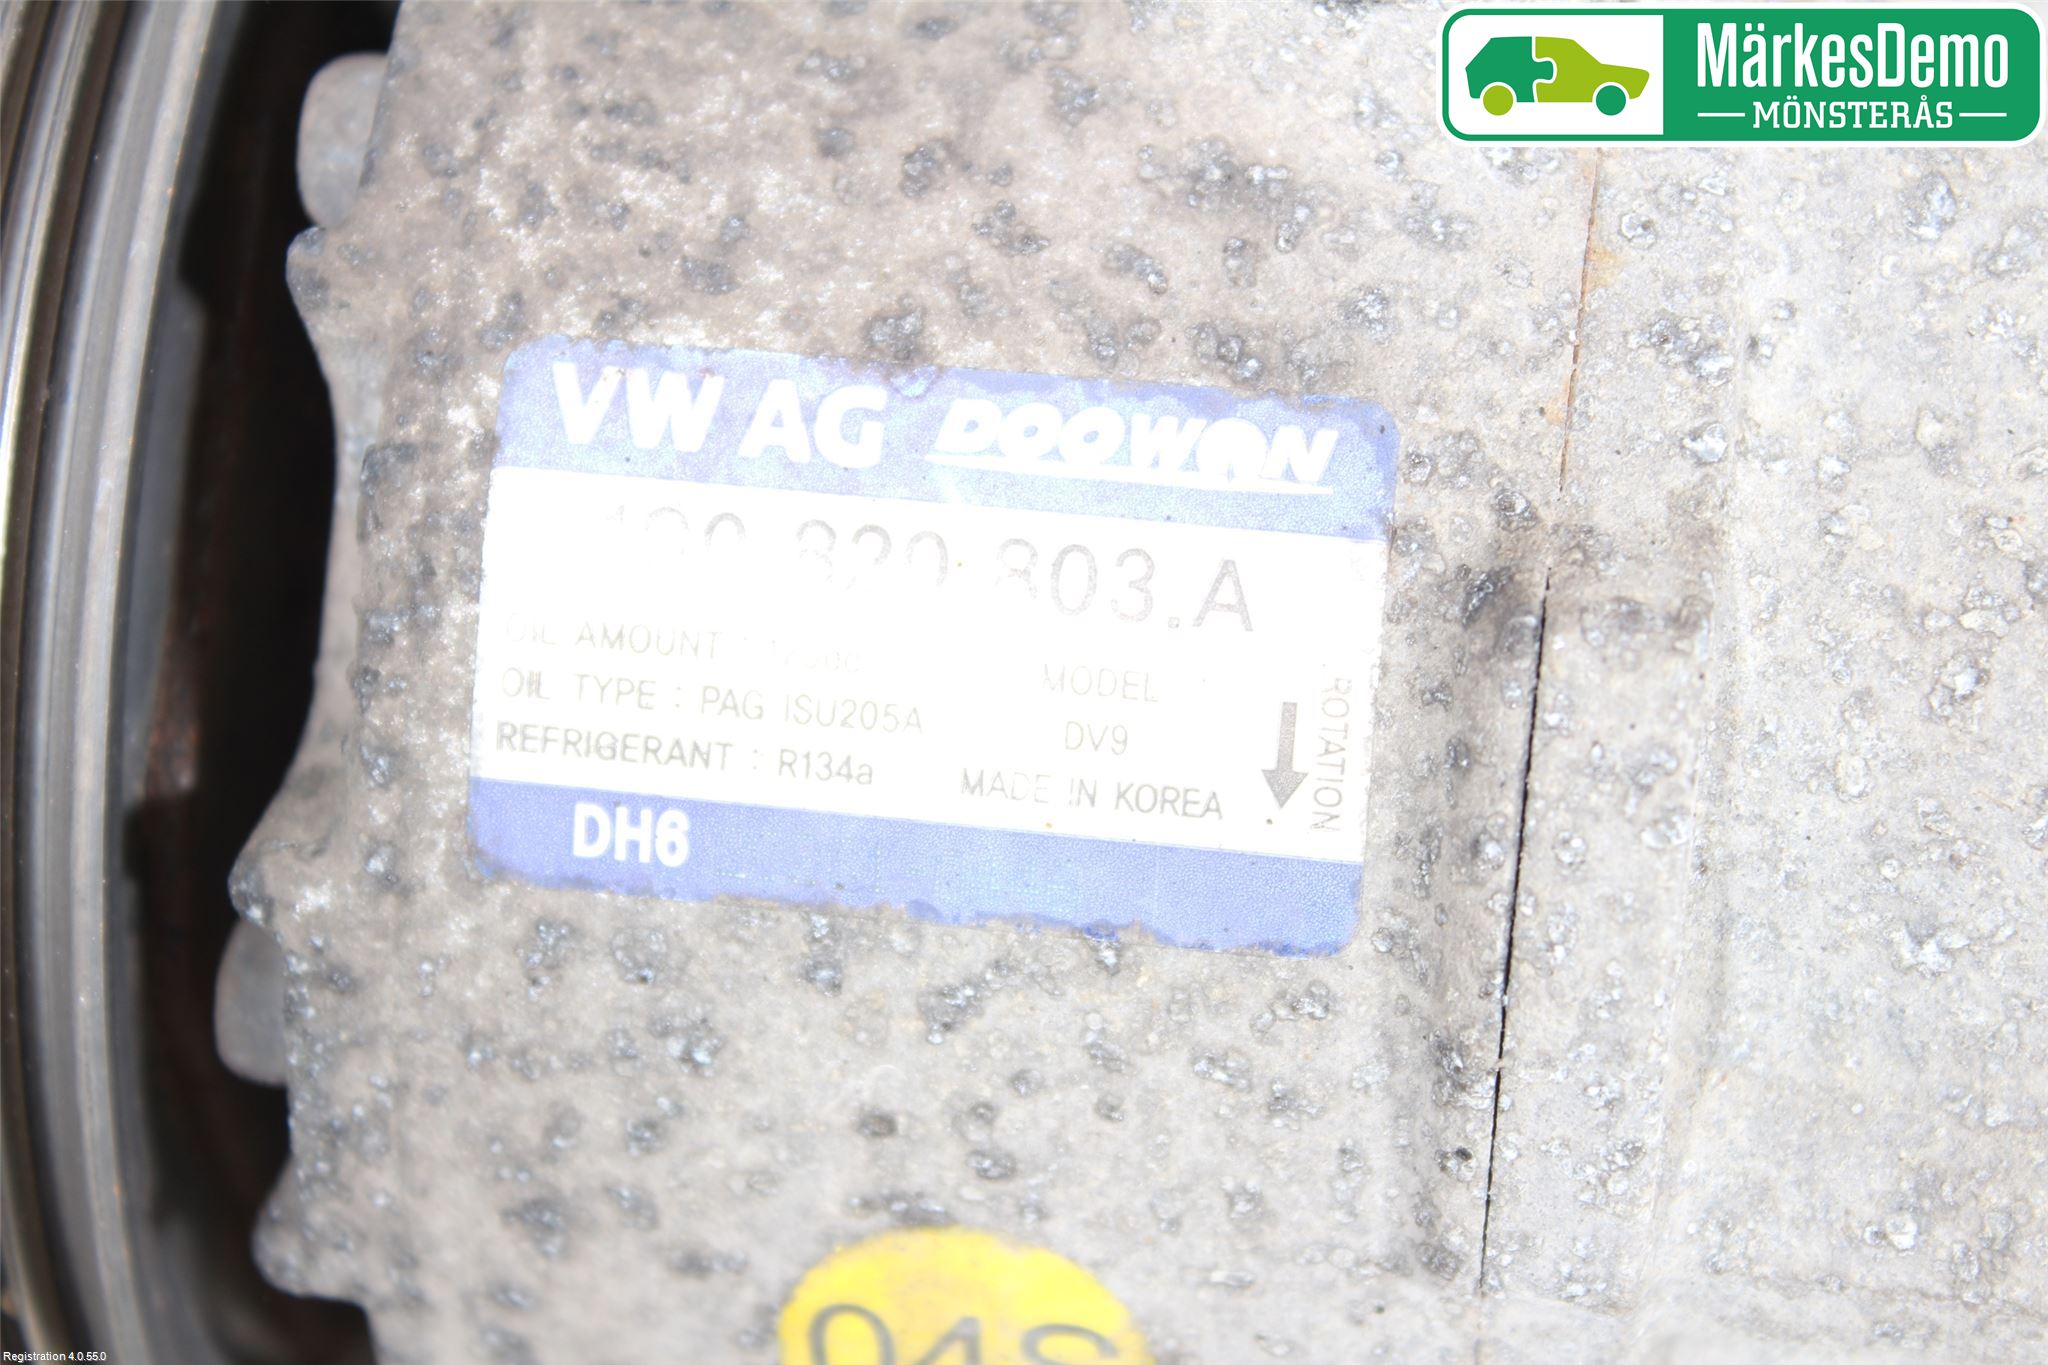 MärkesDemo
MÖNSTERÅS
VW AG DOOWON
820 803.A
OIL AMOUNT :
MODEL :
OIL TYPE : PAG ISU205A
DV9
REFRIGERANT : R134a
MADE IN KOREA
ROTATION
DH6
Registration 4.0.55.0